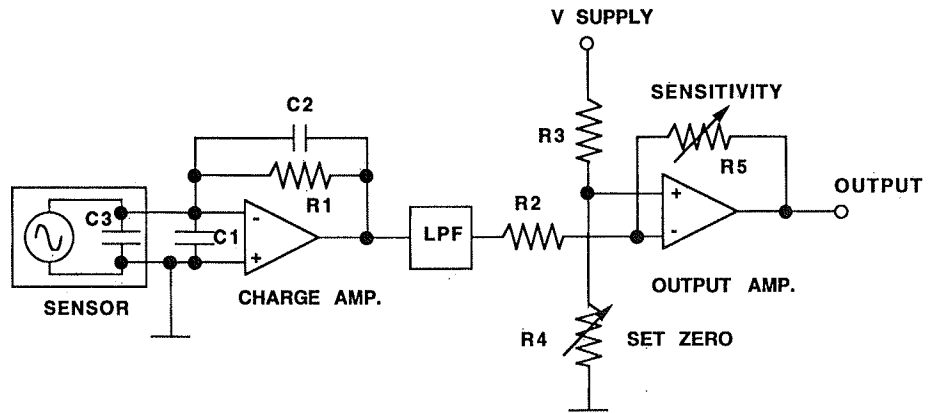 V SUPPLY
C2
SENSITIVITY
R3
R5
R1
OUTPUT
C3
C1
-
+
R2
+
-
LPF
SENSOR
CHARGE AMP.
OUTPUT AMP.
R4
SET ZERO